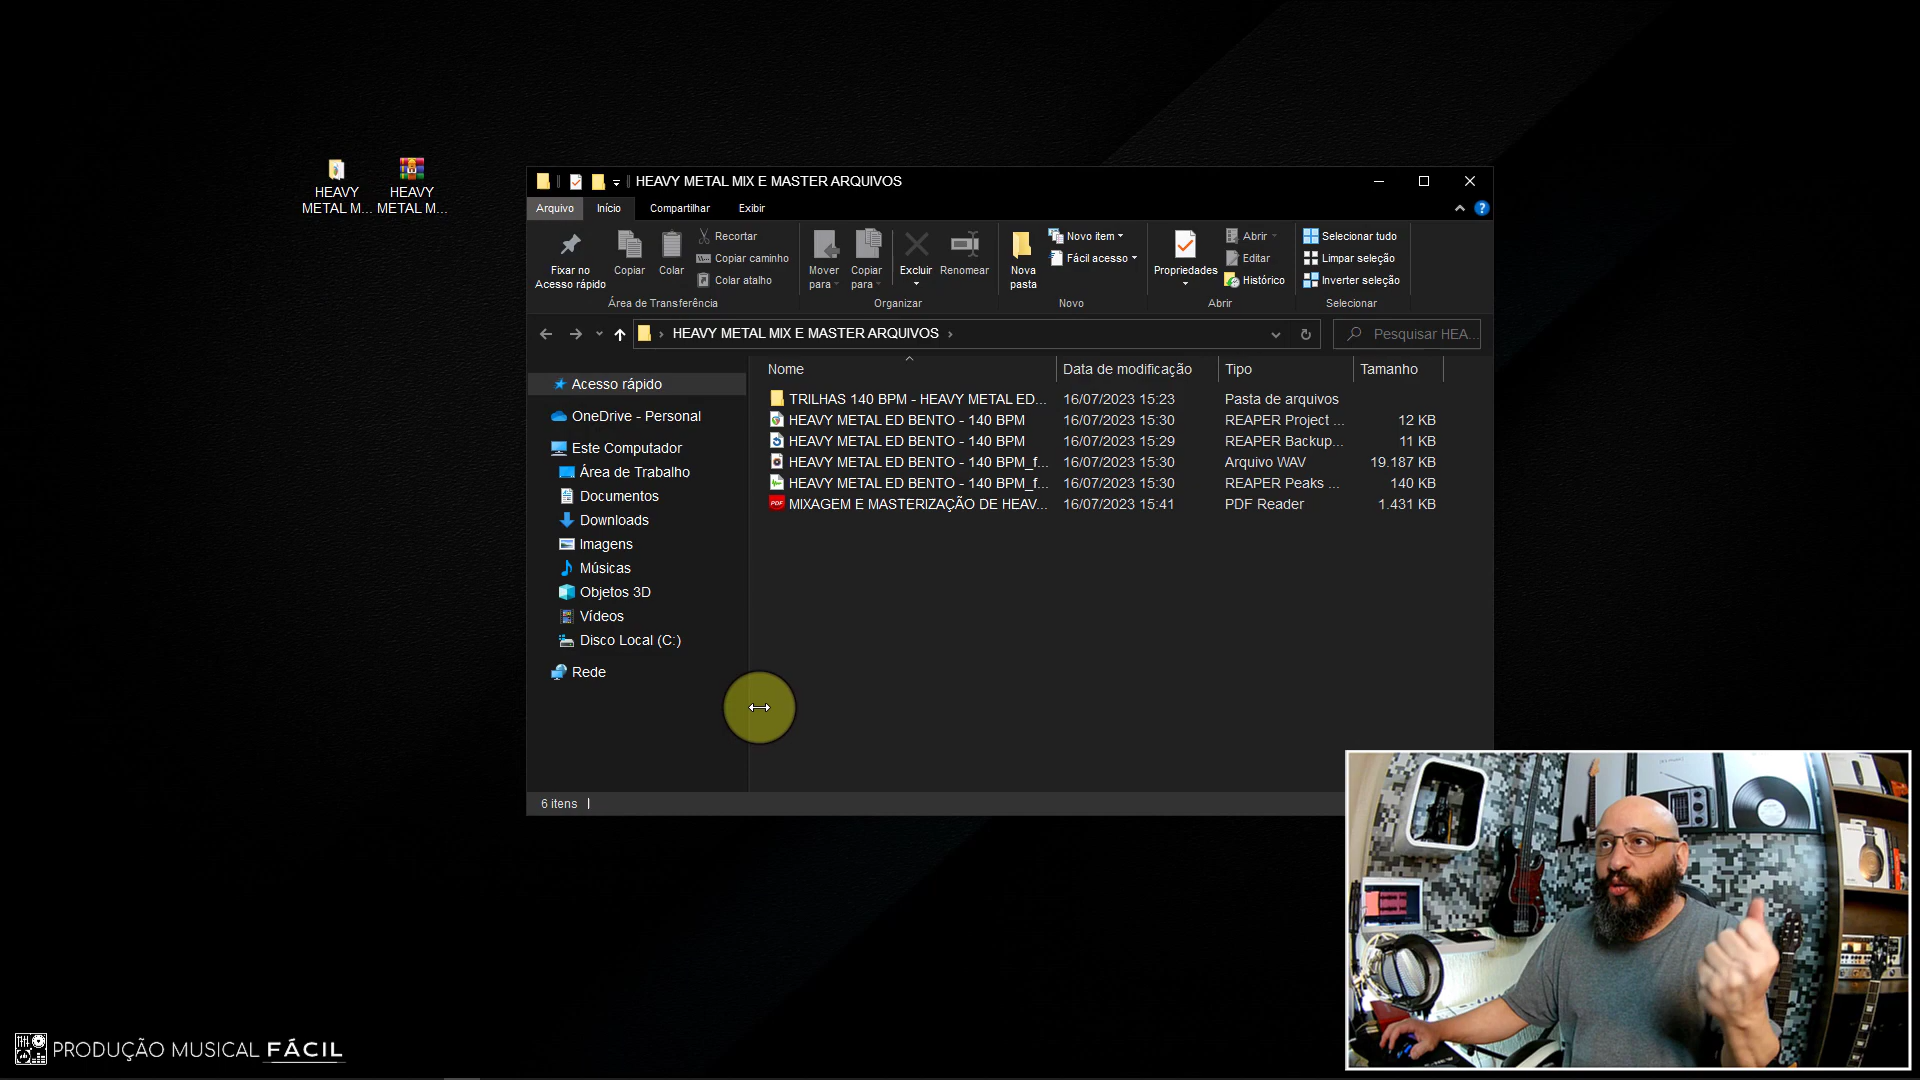 HEAVY
METAL M...
HEAVY
METAL M...
HEAVY METAL MIX E MASTER ARQUIVOS
Arquivo
Início
Compartilhar
Exibir
Fixar no
Acesso rápido
Copiar
Colar
Recortar
Copiar caminho
Colar atalho
Área de Transferência
Mover
para
Copiar
para
Excluir
Renomear
Organizar
Nova
pasta
Novo item
Fácil acesso
Novo
Propriedades
Abrir
Editar
Histórico
Abrir
Selecionar tudo
Limpar seleção
Inverter seleção
Selecionar
HEAVY METAL MIX E MASTER ARQUIVOS
Pesquisar HEA...
Acesso rápido
OneDrive - Personal
Este Computador
Área de Trabalho
Documentos
Downloads
Imagens
Músicas
Objetos 3D
Vídeos
Disco Local (C:)
Rede
Nome Data de modificação Tipo Tamanho
TRILHAS 140 BPM - HEAVY METAL ED... 16/07/2023 15:23 Pasta de arquivos
HEAVY METAL ED BENTO - 140 BPM 16/07/2023 15:30 REAPER Project ... 12 KB
HEAVY METAL ED BENTO - 140 BPM 16/07/2023 15:29 REAPER Backup... 11 KB
HEAVY METAL ED BENTO - 140 BPM_f... 16/07/2023 15:30 Arquivo WAV 19.187 KB
HEAVY METAL ED BENTO - 140 BPM_f... 16/07/2023 15:30 REAPER Peaks ... 140 KB
MIXAGEM E MASTERIZAÇÃO DE HEAV... 16/07/2023 15:41 PDF Reader 1.431 KB
6 itens
PRODUÇÃO MUSICAL FÁCIL